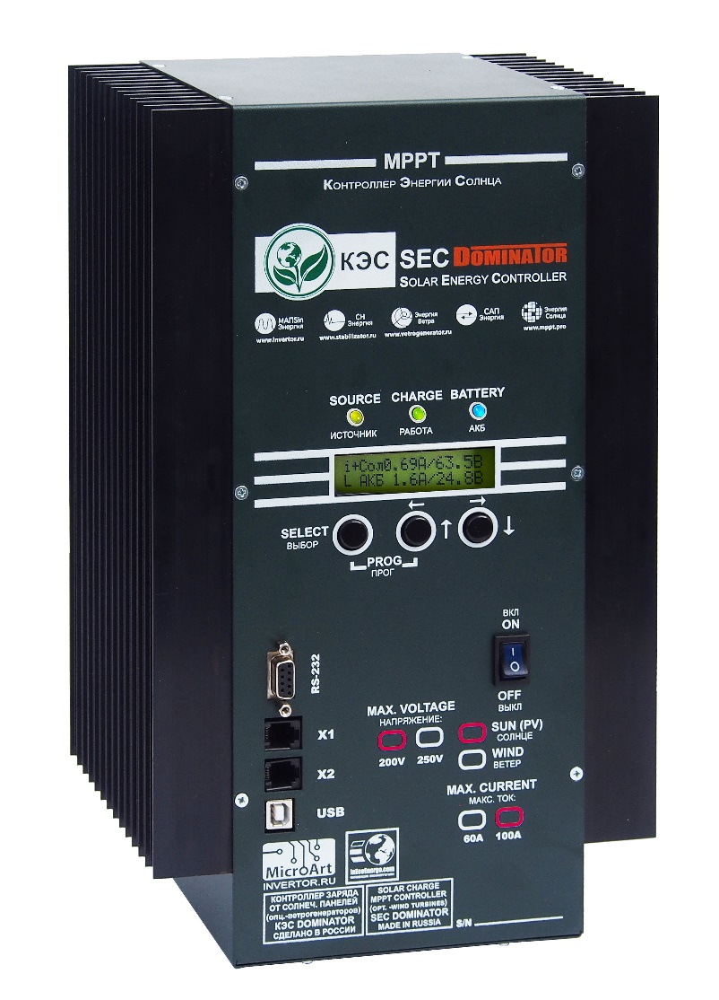 MPPT
Контроллер Энергии Солнца
КЭС SEC DOMINATOR
SOLAR ENERGY CONTROLLER
МАПSin Энергия
www.invertor.ru
СН Энергия
www.stabilizator.ru
Энергия Ветра
www.vetrogenerator.ru
САП Энергия
Энергия Солнца
www.mppt.pro
SOURCE CHARGE BATTERY
ИСТОЧНИК РАБОТА АКБ
i+Сол0.69А/63.5В
L АКБ 1.6А/24.8В
← →
SELECT ↑ ↓
ВЫБОР
PROG
ПРОГ
ВКЛ
ON
I
O
OFF
ВЫКЛ
RS-232
X1
X2
USB
MAX. VOLTAGE
НАПРЯЖЕНИЕ:
200V 250V
SUN (PV)
СОЛНЦЕ
WIND
ВЕТЕР
MAX. CURRENT
МАКС. ТОК:
60A 100A
MicroArt
INVERTOR.RU
КОНТРОЛЛЕР ЗАРЯДА
ОТ СОЛНЕЧ. ПАНЕЛЕЙ
(опц.-ветрогенераторов)
КЭС DOMINATOR
СДЕЛАНО В РОССИИ
SOLAR CHARGE
MPPT CONTROLLER
(OPT. -WIND TURBINES)
SEC DOMINATOR
MADE IN RUSSIA
S/N